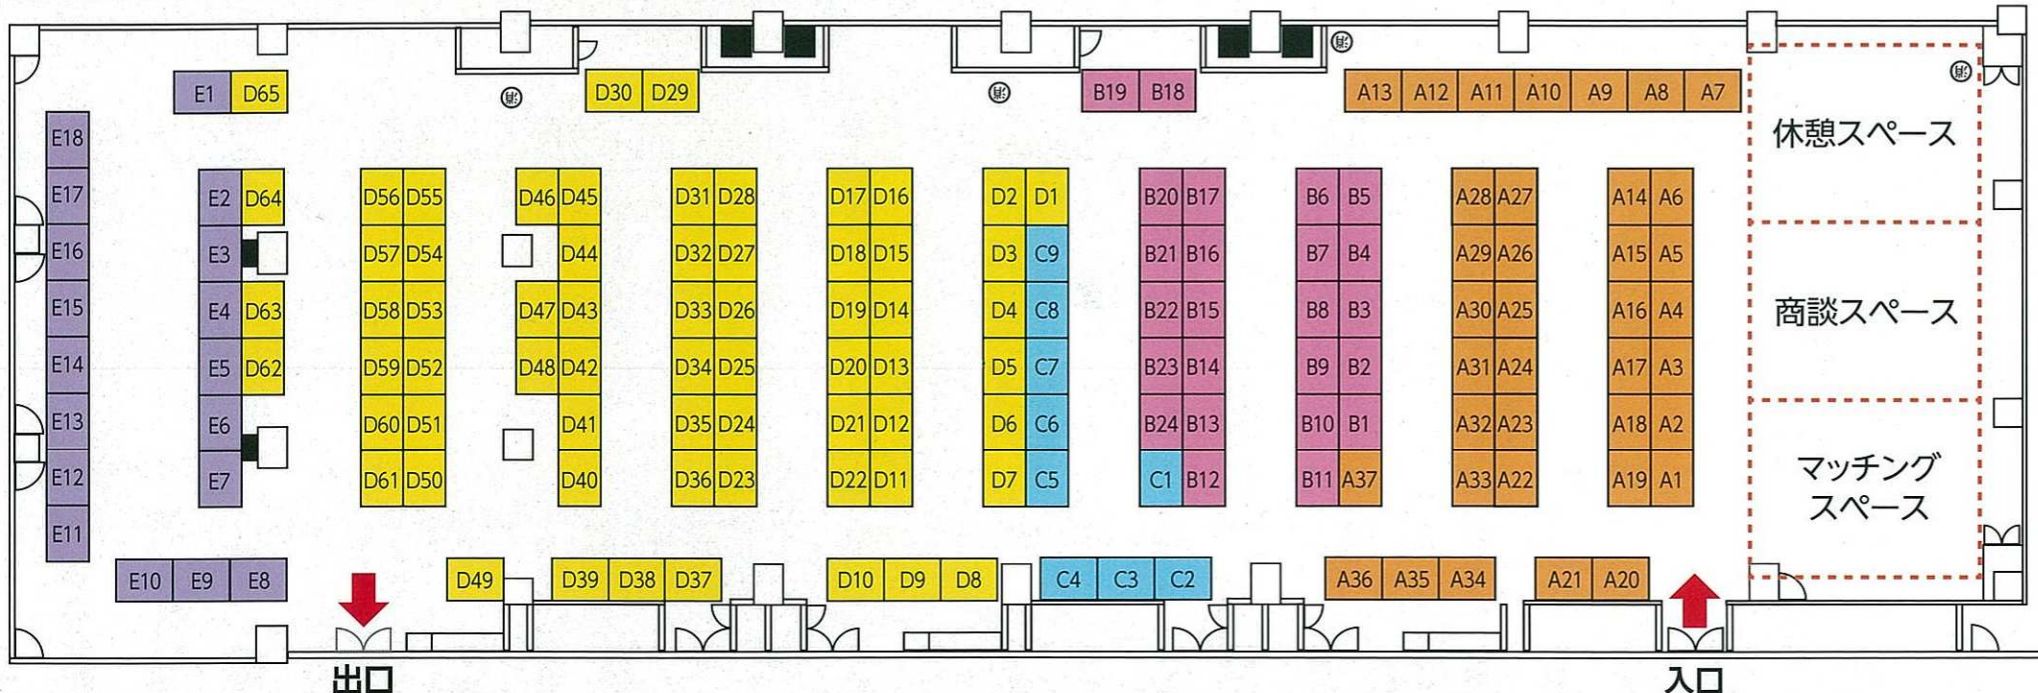 消
消
消
消
E1 D65 D30 D29 B19 B18 A13 A12 A11 A10 A9 A8 A7
休憩スペース
E18
E17 E2 D64 D56 D55 D46 D45 D31 D28 D17 D16 D2 D1 B20 B17 B6 B5 A28 A27 A14 A6
E16 E3 D57 D54 D44 D32 D27 D18 D15 D3 C9 B21 B16 B7 B4 A29 A26 A15 A5
E15 E4 D63 D58 D53 D47 D43 D33 D26 D19 D14 D4 C8 B22 B15 B8 B3 A30 A25 A16 A4
商談スペース
E14 E5 D62 D59 D52 D48 D42 D34 D25 D20 D13 D5 C7 B23 B14 B9 B2 A31 A24 A17 A3
E13 E6 D60 D51 D41 D35 D24 D21 D12 D6 C6 B24 B13 B10 B1 A32 A23 A18 A2
E12 E7 D61 D50 D40 D36 D23 D22 D11 D7 C5 C1 B12 B11 A37 A33 A22 A19 A1
マッチング
スペース
E11
E10 E9 E8 D49 D39 D38 D37 D10 D9 D8 C4 C3 C2 A36 A35 A34 A21 A20
出口
入口